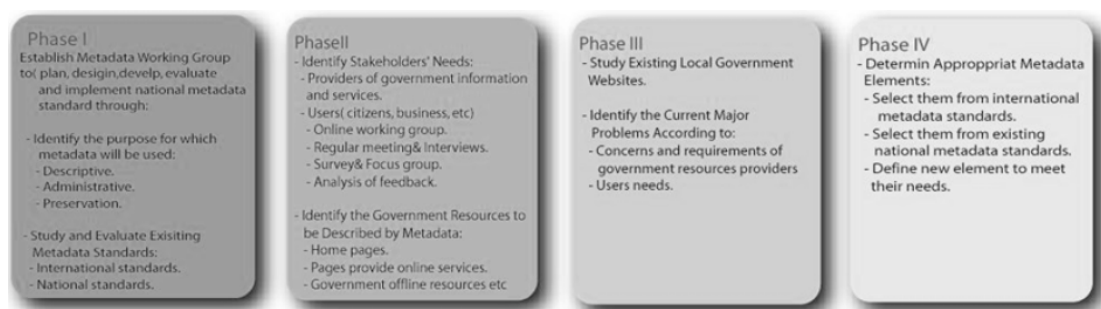 Phase I
Establish Metadata Working Group
to( plan, desigin,develp, evaluate
and implement national metadata
standard through:
- Identify the purpose for which
metadata will be used:
- Descriptive.
- Administrative.
- Preservation.
- Study and Evaluate Exisiting
Metadata Standards:
- International standards.
- National standards.
PhaseII
- Identify Stakeholders' Needs:
- Providers of government information
and services.
- Users( citizens, business, etc)
- Online working group.
- Regular meeting& Interviews.
- Survey& Focus group.
- Analysis of feedback.
- Identify the Government Resources to
be Described by Metadata:
- Home pages.
- Pages provide online services.
- Government offline resources etc
Phase III
- Study Existing Local Government
Websites.
- Identify the Current Major
Problems According to:
- Concerns and requirements of
government resources providers
- Users needs.
Phase IV
- Determin Approppriat Metadata
Elements:
- Select them from international
metadata standards.
- Select them from existing
national metadata standards.
- Define new element to meet
their needs.